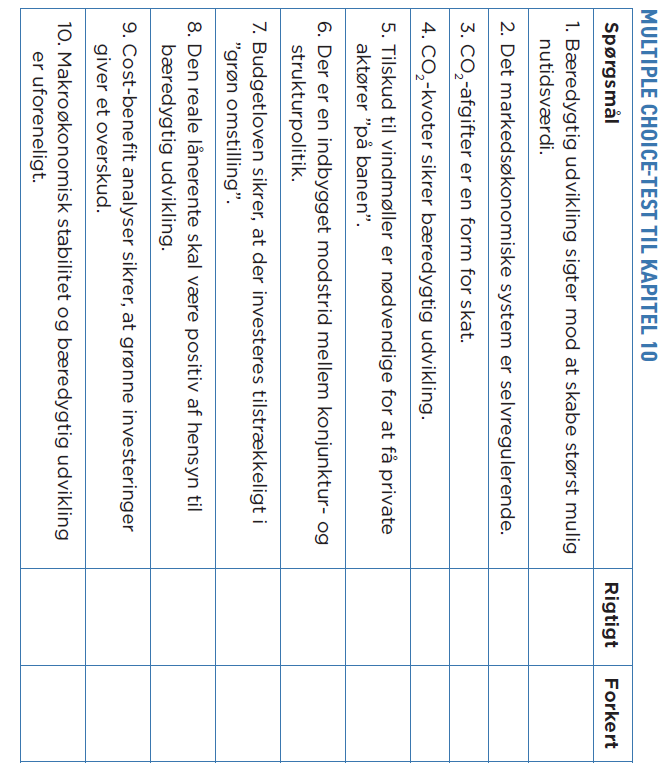 MULTIPLE CHOICE-TEST TIL KAPITEL 10
Spørgsmål Rigtigt Forkert
1. Bæredygtig udvikling sigter mod at skabe størst mulig
nutidsværdi.
2. Det markedsøkonomiske system er selvregulerende.
3. CO₂-afgifter er en form for skat.
4. CO₂-kvoter sikrer bæredygtig udvikling.
5. Tilskud til vindmøller er nødvendige for at få private
aktører ”på banen”.
6. Der er en indbygget modstrid mellem konjunktur- og
strukturpolitik.
7. Budgetloven sikrer, at der investeres tilstrækkeligt i
”grøn omstilling”.
8. Den reale lånerente skal være positiv af hensyn til
bæredygtig udvikling.
9. Cost-benefit analyser sikrer, at grønne investeringer
giver et overskud.
10. Makroøkonomisk stabilitet og bæredygtig udvikling
er uforeneligt.